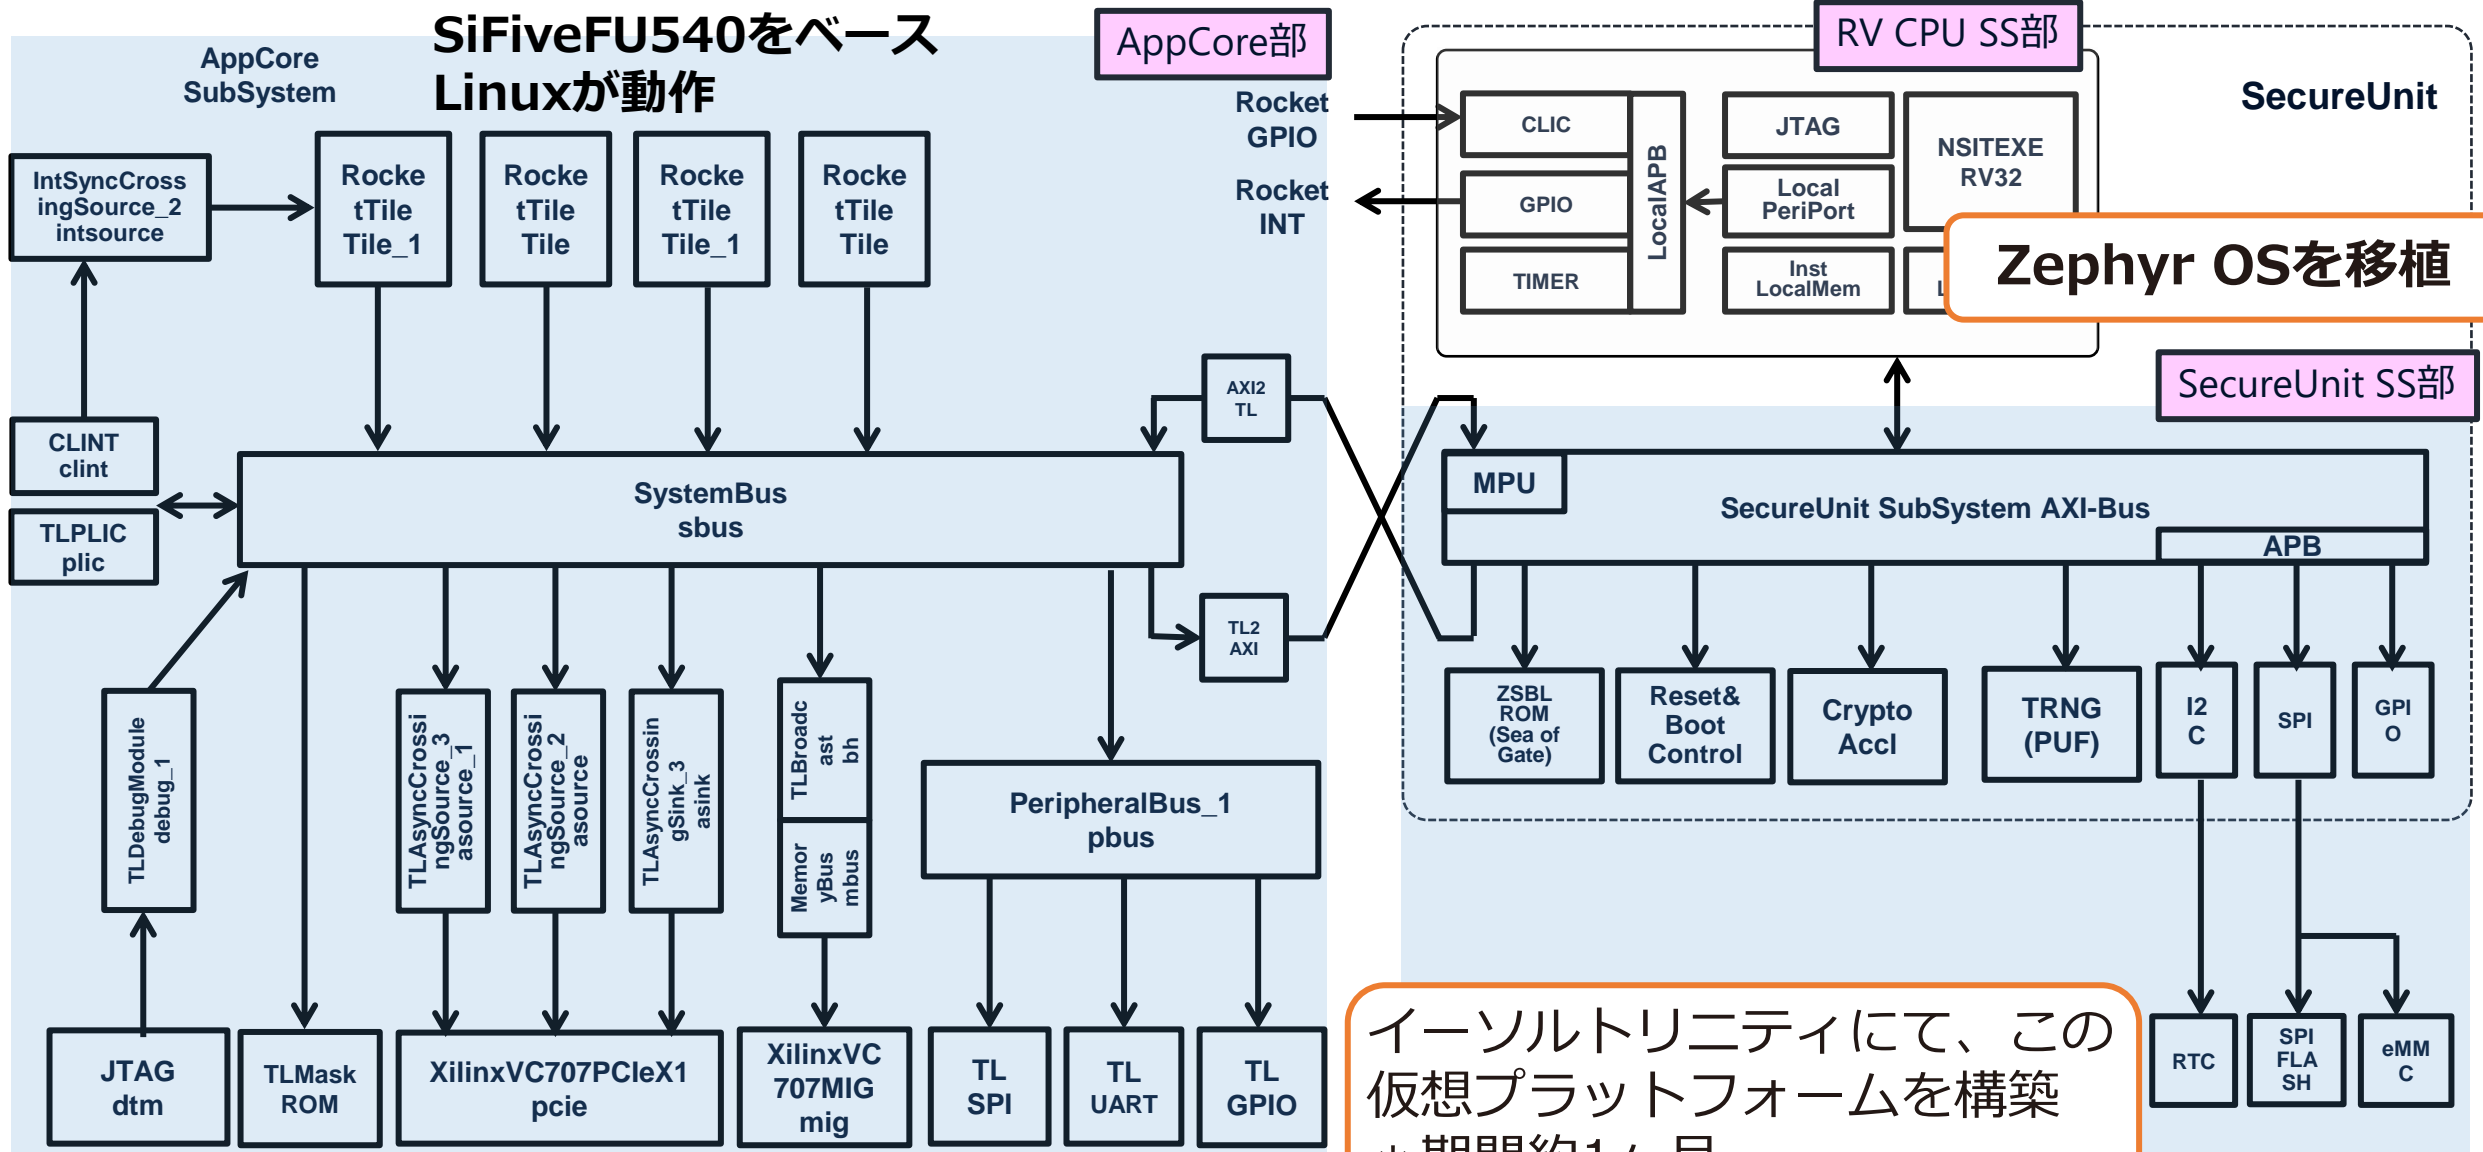 SiFiveFU540をベース
Linuxが動作
AppCore
SubSystem
AppCore部
RV CPU SS部
SecureUnit
Rocket
GPIO
Rocket
INT
CLIC
GPIO
TIMER
LocalAPB
JTAG
Local
PeriPort
Inst
LocalMem
NSITEXE
RV32
L
Zephyr OSを移植
SecureUnit SS部
IntSyncCross
ingSource_2
intsource
Rocke
tTile
Tile_1
Rocke
tTile
Tile
Rocke
tTile
Tile_1
Rocke
tTile
Tile
CLINT
clint
TLPLIC
plic
SystemBus
sbus
AXI2
TL
TL2
AXI
MPU
SecureUnit SubSystem AXI-Bus
APB
TLDebugModule
debug_1
TLAsyncCrossi
ngSource_3
asource_1
TLAsyncCrossi
ngSource_2
asource
TLAsyncCrossin
gSink_3
asink
TLBroadc
ast
bh
Memor
yBus
mbus
PeripheralBus_1
pbus
ZSBL
ROM
(Sea of
Gate)
Reset&
Boot
Control
Crypto
Accl
TRNG
(PUF)
I2
C
SPI
GPI
O
JTAG
dtm
TLMask
ROM
XilinxVC707PCIeX1
pcie
XilinxVC
707MIG
mig
TL
SPI
TL
UART
TL
GPIO
イーソルトリニティにて、この
仮想プラットフォームを構築
＊期間約1ヶ月
RTC
SPI
FLA
SH
eMM
C